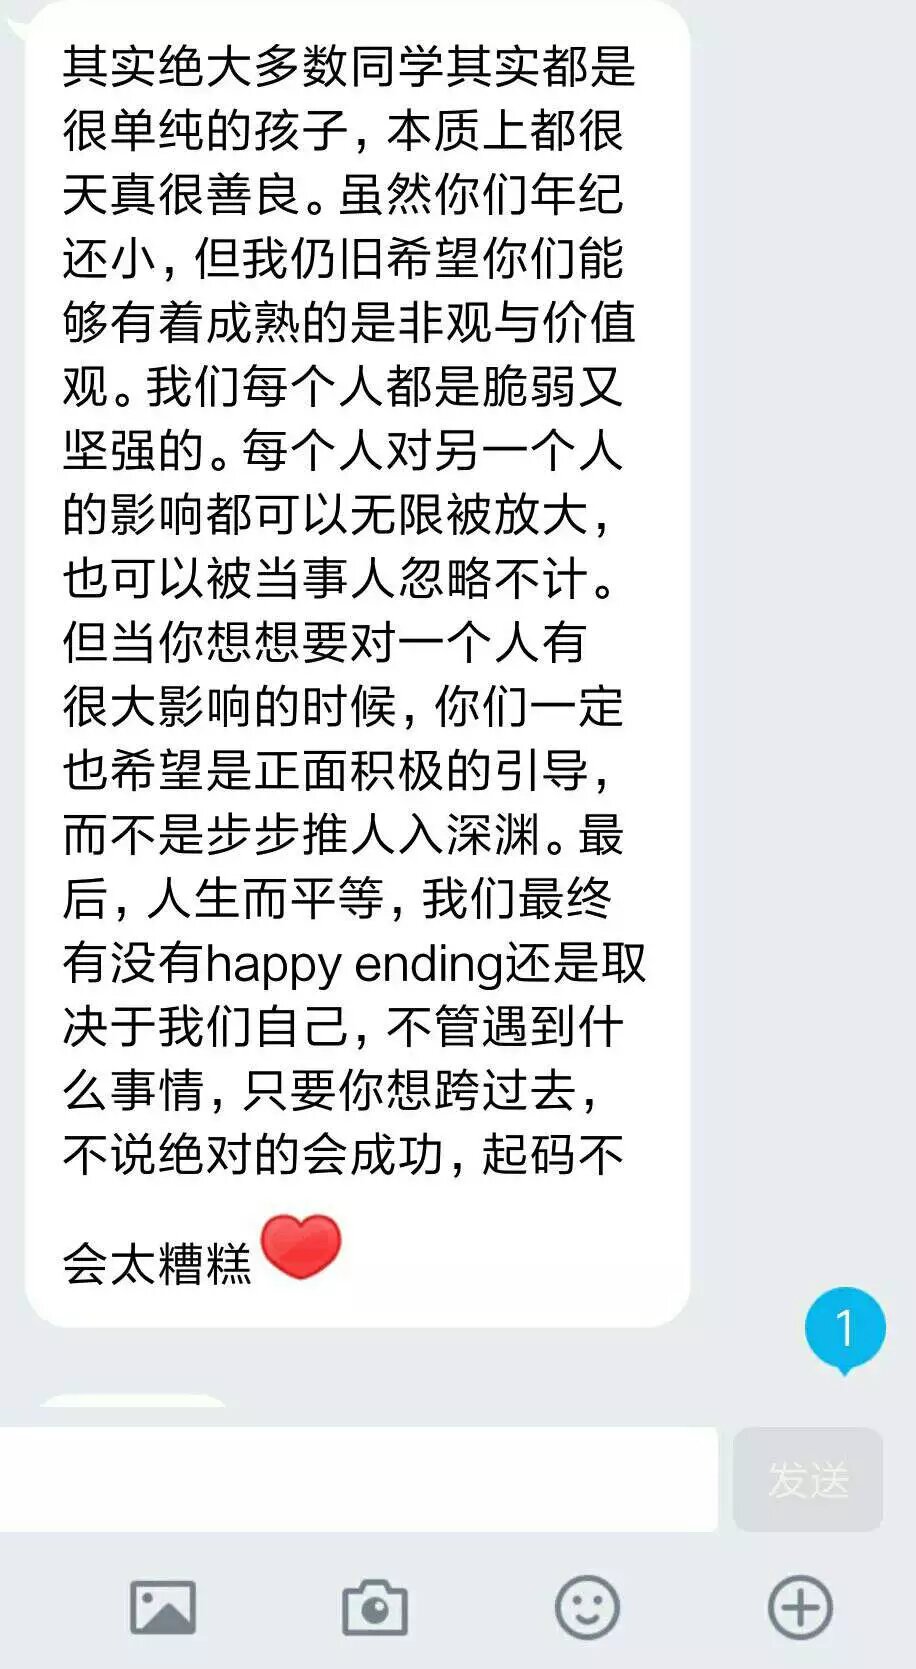 其实绝大多数同学其实都是
很单纯的孩子，本质上都很
天真很善良。虽然你们年纪
还小，但我仍旧希望你们能
够有着成熟的是非观与价值
观。我们每个人都是脆弱又
坚强的。每个人对另一个人
的影响都可以无限被放大，
也可以被当事人忽略不计。
但当你想想要对一个人有
很大影响的时候，你们一定
也希望是正面积极的引导，
而不是步步推人入深渊。最
后，人生而平等，我们最终
有没有happy ending还是取
决于我们自己，不管遇到什
么事情，只要你想跨过去，
不说绝对的会成功，起码不
会太糟糕
1
发送